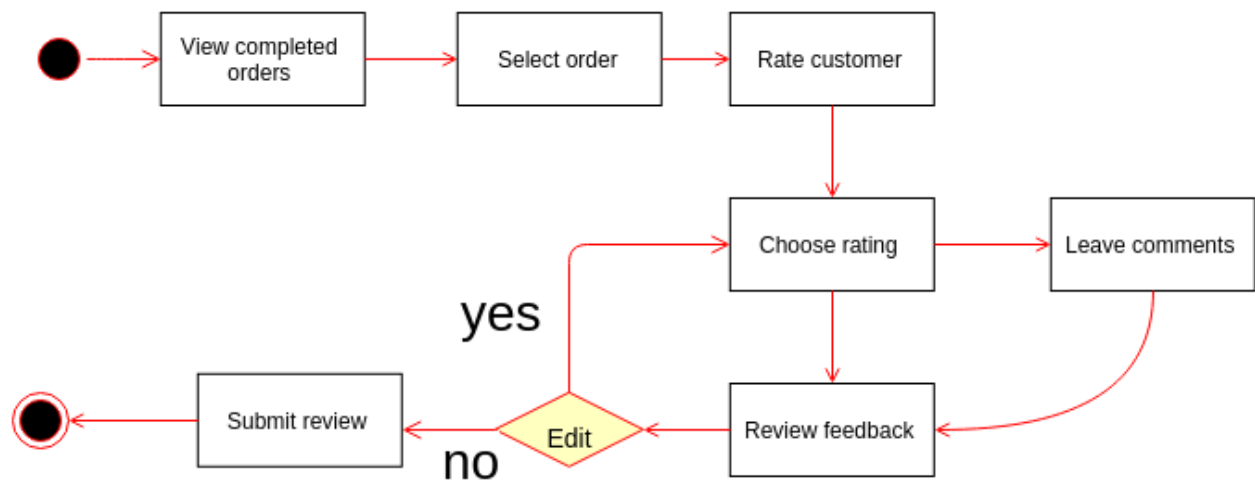 View completed
orders
Select order
Rate customer
Choose rating
Leave comments
yes
Submit review
Edit
Review feedback
no